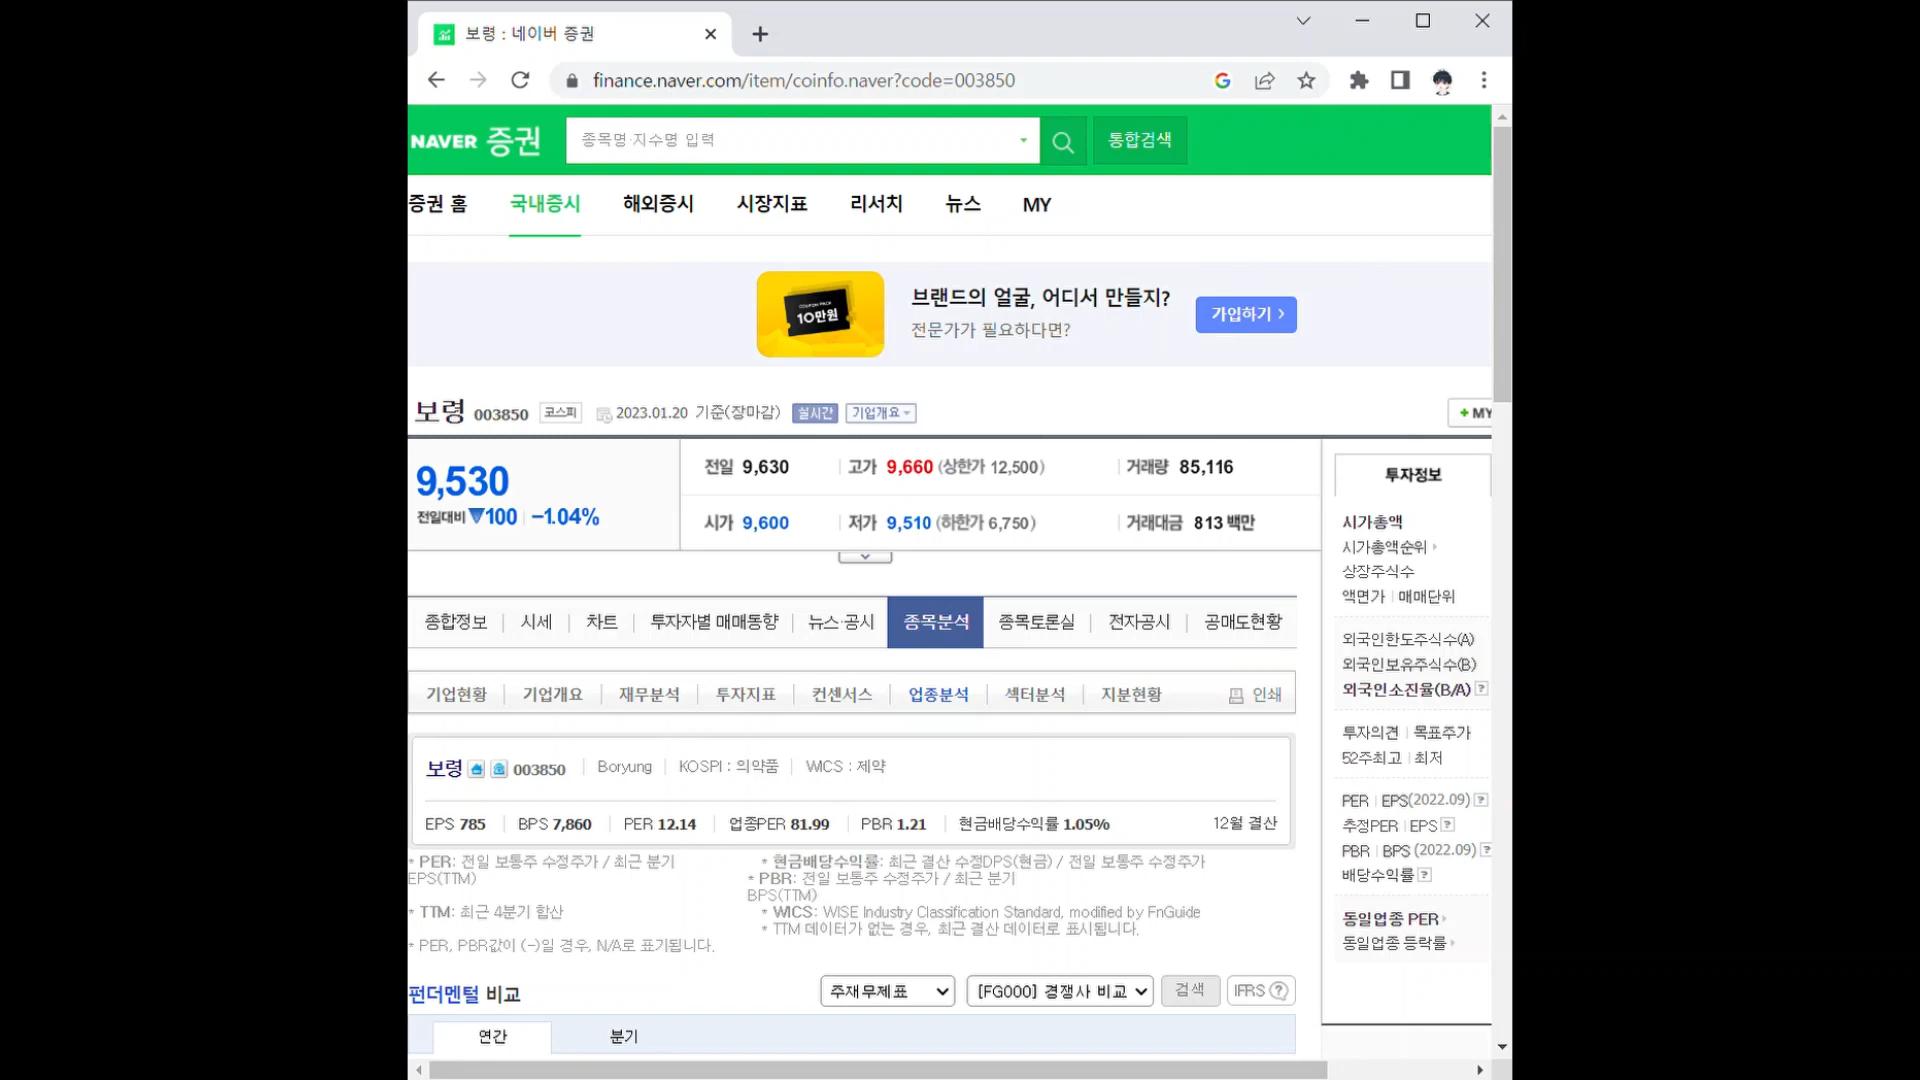 보령 : 네이버 증권
finance.naver.com/item/coinfo.naver?code=003850
NAVER 증권 종목명·지수명 입력 통합검색
증권 홈 국내증시 해외증시 시장지표 리서치 뉴스 MY
COUPON PACK
10만원
브랜드의 얼굴, 어디서 만들지?
전문가가 필요하다면?
가입하기 >
보령 003850 코스피 2023.01.20 기준(장마감) 실시간 기업개요 + MY
9,530
전일대비 ▼100 -1.04%
전일 9,630 고가 9,660 (상한가 12,500) 거래량 85,116
시가 9,600 저가 9,510 (하한가 6,750) 거래대금 813 백만
투자정보
시가총액
시가총액순위
상장주식수
액면가 | 매매단위
외국인한도주식수(A)
외국인보유주식수(B)
외국인소진율(B/A) ?
투자의견 | 목표주가
52주최고 | 최저
PER | EPS(2022.09) ?
추정PER | EPS ?
PBR | BPS (2022.09) ?
배당수익률 ?
동일업종 PER
동일업종 등락률
종합정보 시세 차트 투자자별 매매동향 뉴스·공시 종목분석 종목토론실 전자공시 공매도현황
기업현황 기업개요 재무분석 투자지표 컨센서스 업종분석 섹터분석 지분현황 인쇄
보령 003850 Boryung KOSPI : 의약품 WICS : 제약
EPS 785 BPS 7,860 PER 12.14 업종PER 81.99 PBR 1.21 현금배당수익률 1.05% 12월 결산
* PER: 전일 보통주 수정주가 / 최근 분기
EPS(TTM)
* TTM: 최근 4분기 합산
* PER, PBR값이 (-)일 경우, N/A로 표기됩니다.
* 현금배당수익률: 최근 결산 수정DPS(현금) / 전일 보통주 수정주가
* PBR: 전일 보통주 수정주가 / 최근 분기
BPS(TTM)
* WICS: WISE Industry Classification Standard, modified by FnGuide
* TTM 데이터가 없는 경우, 최근 결산 데이터로 표시됩니다.
펀더멘털 비교 주재무제표 [FG000] 경쟁사 비교 검색 IFRS ?
연간 분기